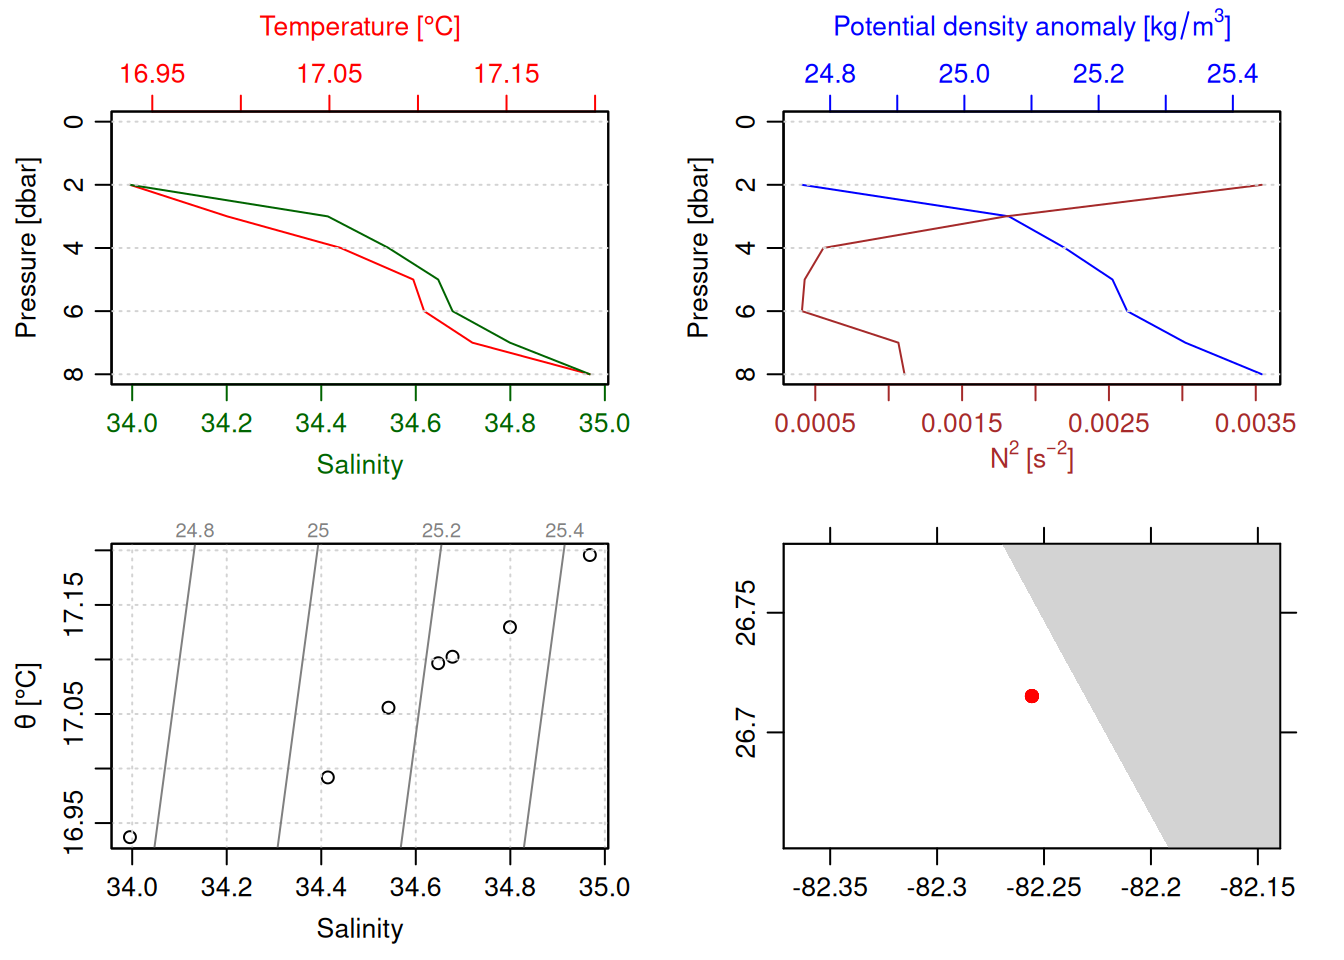 Temperature [°C]
16.95 17.05 17.15
Pressure [dbar]
0
2
4
6
8
34.0 34.2 34.4 34.6 34.8 35.0
Salinity
Potential density anomaly [kg/m³]
24.8 25.0 25.2 25.4
Pressure [dbar]
0
2
4
6
8
0.0005 0.0015 0.0025 0.0035
N² [s⁻²]
24.8 25 25.2 25.4
θ [°C]
17.15
17.05
16.95
34.0 34.2 34.4 34.6 34.8 35.0
Salinity
26.75
26.7
-82.35 -82.3 -82.25 -82.2 -82.15